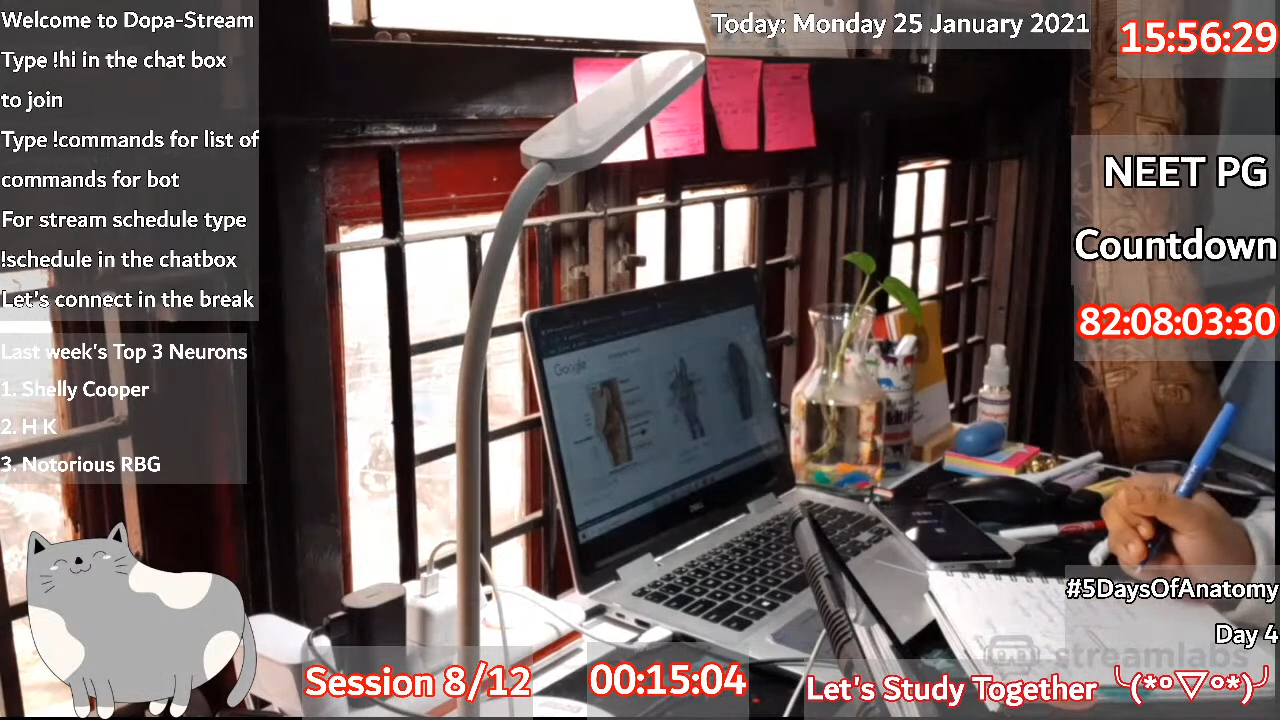 Welcome to Dopa-Stream
Type !hi in the chat box
to join
Type !commands for list of
commands for bot
For stream schedule type
!schedule in the chatbox
Let's connect in the break
Last week's Top 3 Neurons
1. Shelly Cooper
2. H K
3. Notorious RBG
Today: Monday 25 January 2021
15:56:29
NEET PG
Countdown
82:08:03:30
Google
DELL
#5DaysOfAnatomy
Day 4
streamlabs
Session 8/12
00:15:04
Let's Study Together ╰(*°▽°*)╯